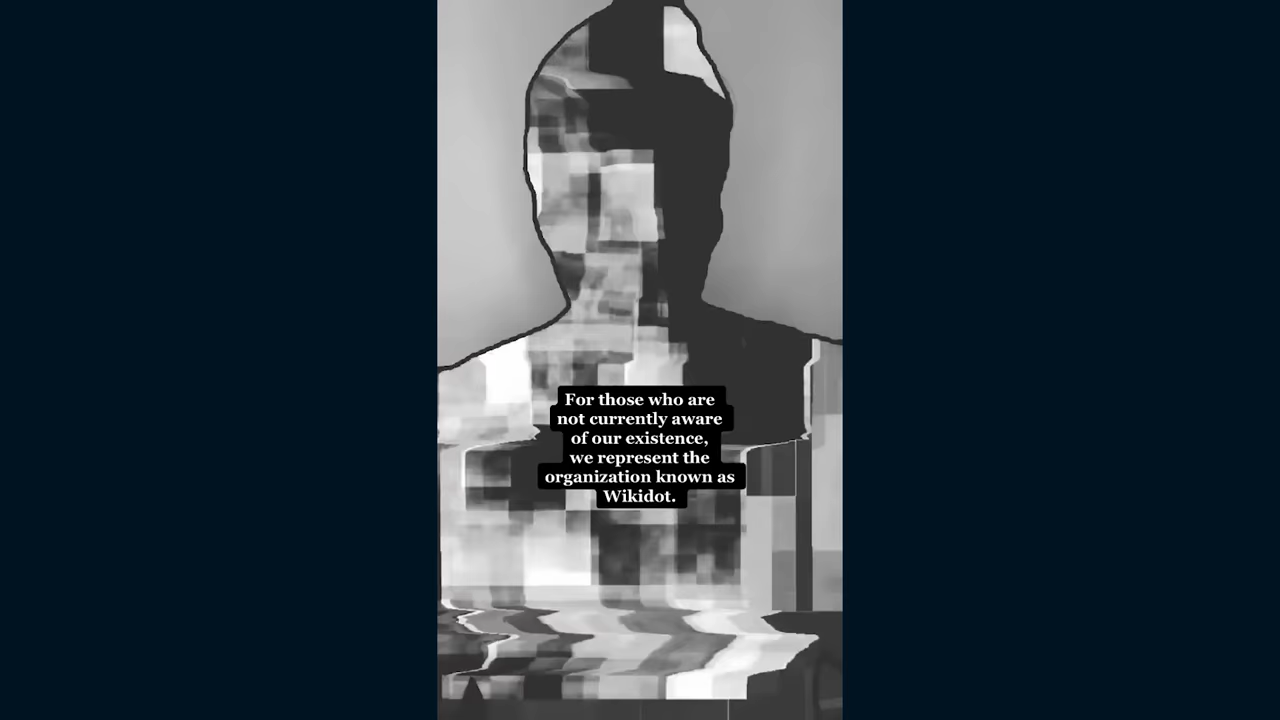 For those who are
not currently aware
of our existence,
we represent the
organization known as
Wikidot.